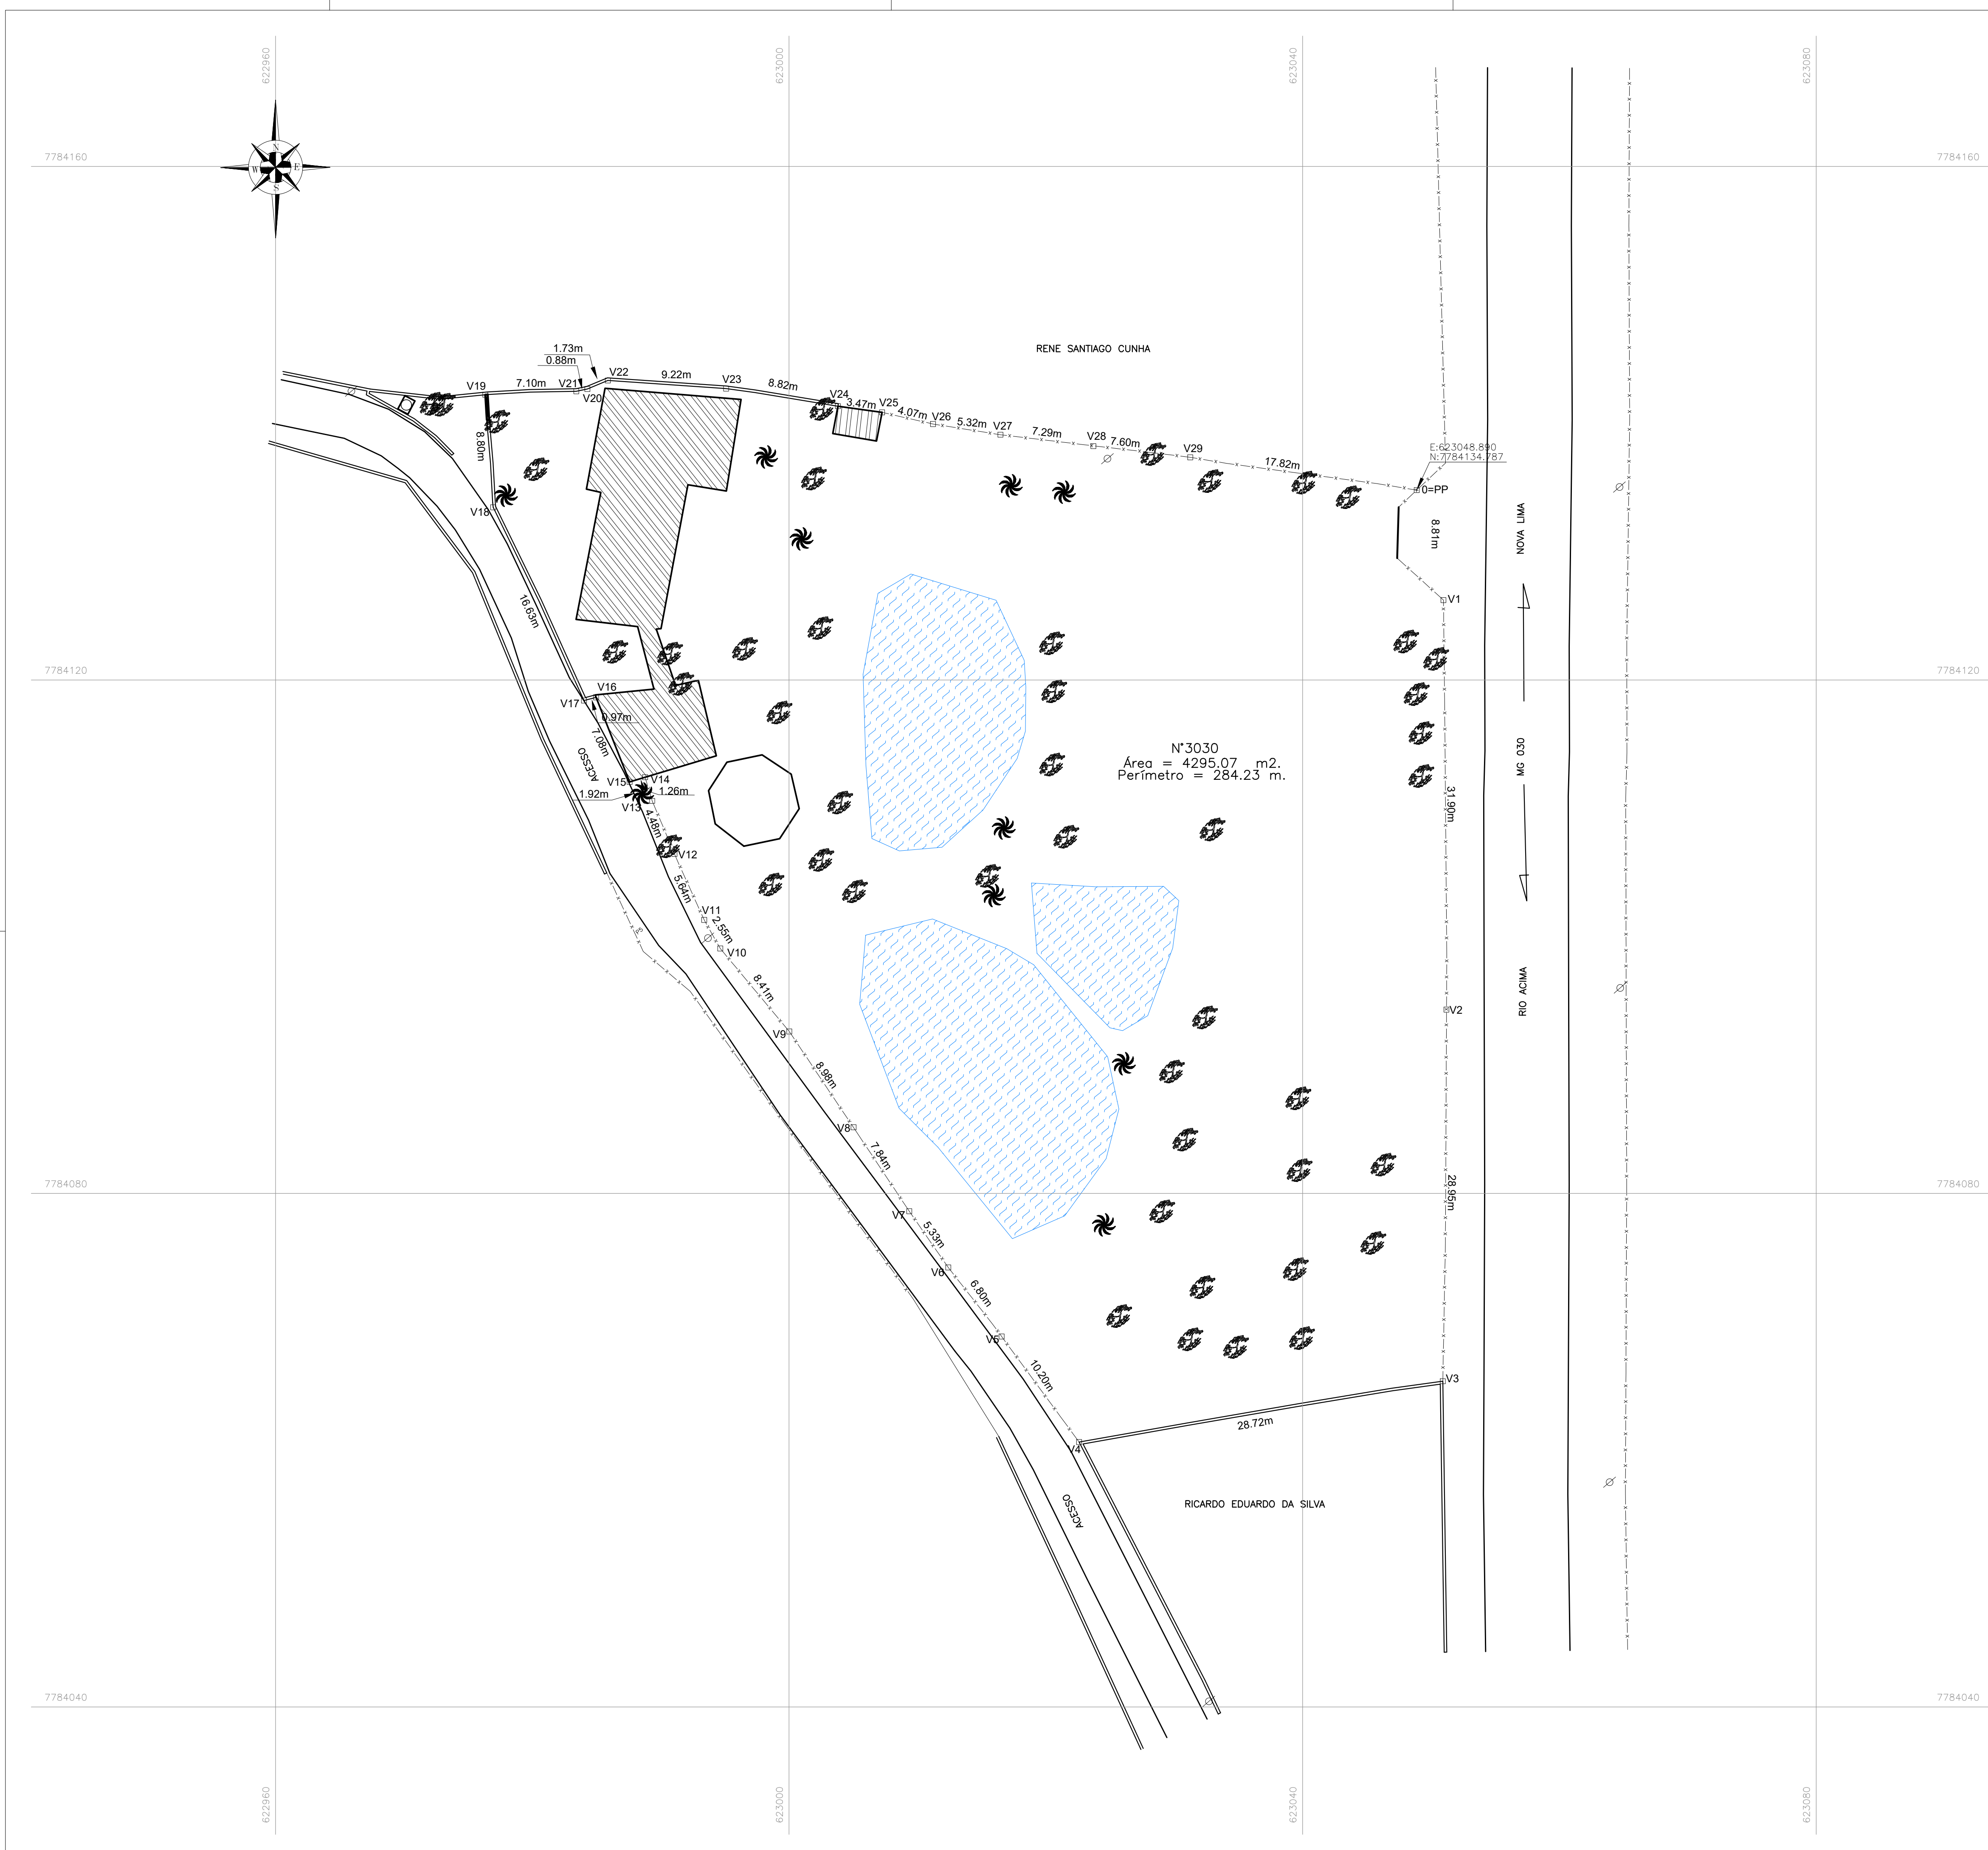 622960
623000
623040
623080
7784160
7784160
N
W
E
S
RENE SANTIAGO CUNHA
1.73m
0.88m
V22
9.22m
V23
8.82m
V19
7.10m
V21
V20
V24
3.47m
V25
4.07m
V26
5.32m
V27
7.29m
V28
7.60m
V29
17.82m
E:623048.890
N:7784134.787
0=PP
8.80m
V18
8.81m
NOVA LIMA
16.63m
V1
7784120
7784120
V16
V17
0.97m
7.08m
ACESSO
N°3030
Área = 4295.07 m2.
Perímetro = 284.23 m.
MG 030
31.90m
V14
V15
1.92m
1.26m
V13
4.48m
V12
5.64m
V11
2.55m
V10
8.41m
RIO ACIMA
V2
V9
8.98m
V8
7.84m
7784080
7784080
28.95m
V7
5.33m
V6
6.80m
V5
10.20m
V3
28.72m
V4
ACESSO
RICARDO EDUARDO DA SILVA
7784040
7784040
622960
623000
623040
623080